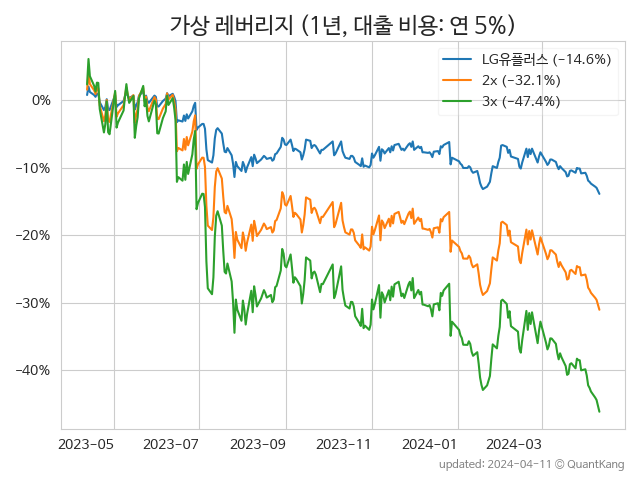 가상 레버리지 (1년, 대출 비용: 연 5%)
LG유플러스 (−14.6%)
2x (−32.1%)
3x (−47.4%)
0%
−10%
−20%
−30%
−40%
2023−05 2023−07 2023−09 2023−11 2024−01 2024−03
updated: 2024−04−11 © QuantKang